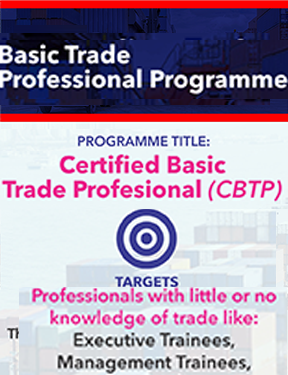 Basic Trade
Professional Programme
PROGRAMME TITLE:
Certified Basic
Trade Profesional (CBTP)
TARGETS
Professionals with little or no
knowledge of trade like:
Executive Trainees,
Management Trainees,